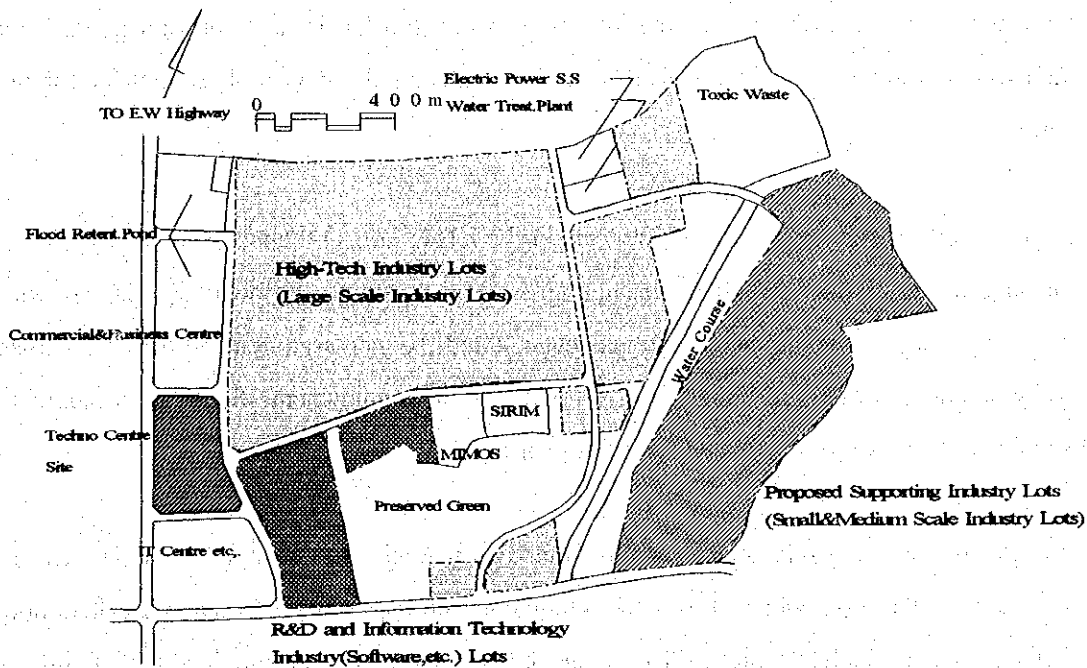 Electric Power S.S
Water Treat.Plant
Toxic Waste
TO E.W Highway
0 400m
Flood Retent.Pond
High-Tech Industry Lots
(Large Scale Industry Lots)
Commercial&Business Centre
Water Course
SIRIM
Techno Centre
Site
MIMOS
Preserved Green
Proposed Supporting Industry Lots
(Small&Medium Scale Industry Lots)
IT Centre etc,.
R&D and Information Technology
Industry(Software,etc.) Lots